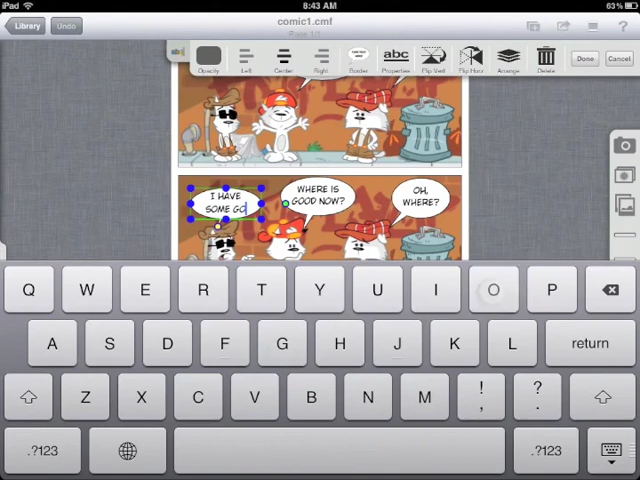 iPad
8:43 AM
63%
Library
Undo
comic1.cmf
Page 1/1
?
abc
Opacity
Left
Center
Right
Border
abc
Properties
Flip Vert
Flip Horz
Arrange
Delete
Done
Cancel
I HAVE
SOME GO
WHERE IS
GOOD NOW?
OH,
WHERE?
Q W E R T Y U I O P
A S D F G H J K L return
Z X C V B N M ! , ? .
.?123
.?123